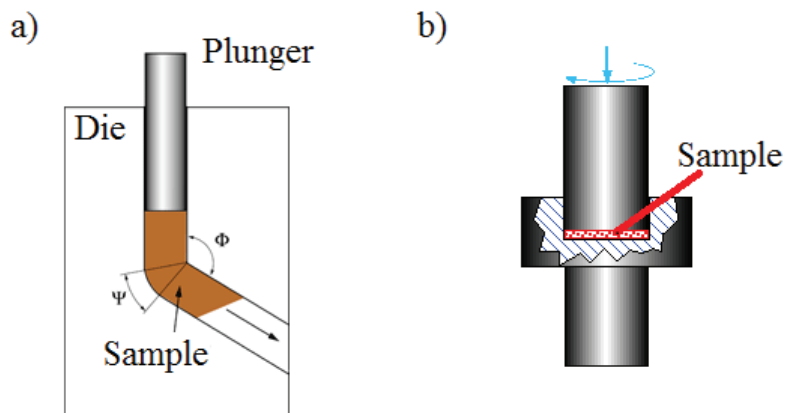 a)
Plunger
Die
Φ
Ψ
Sample
b)
Sample